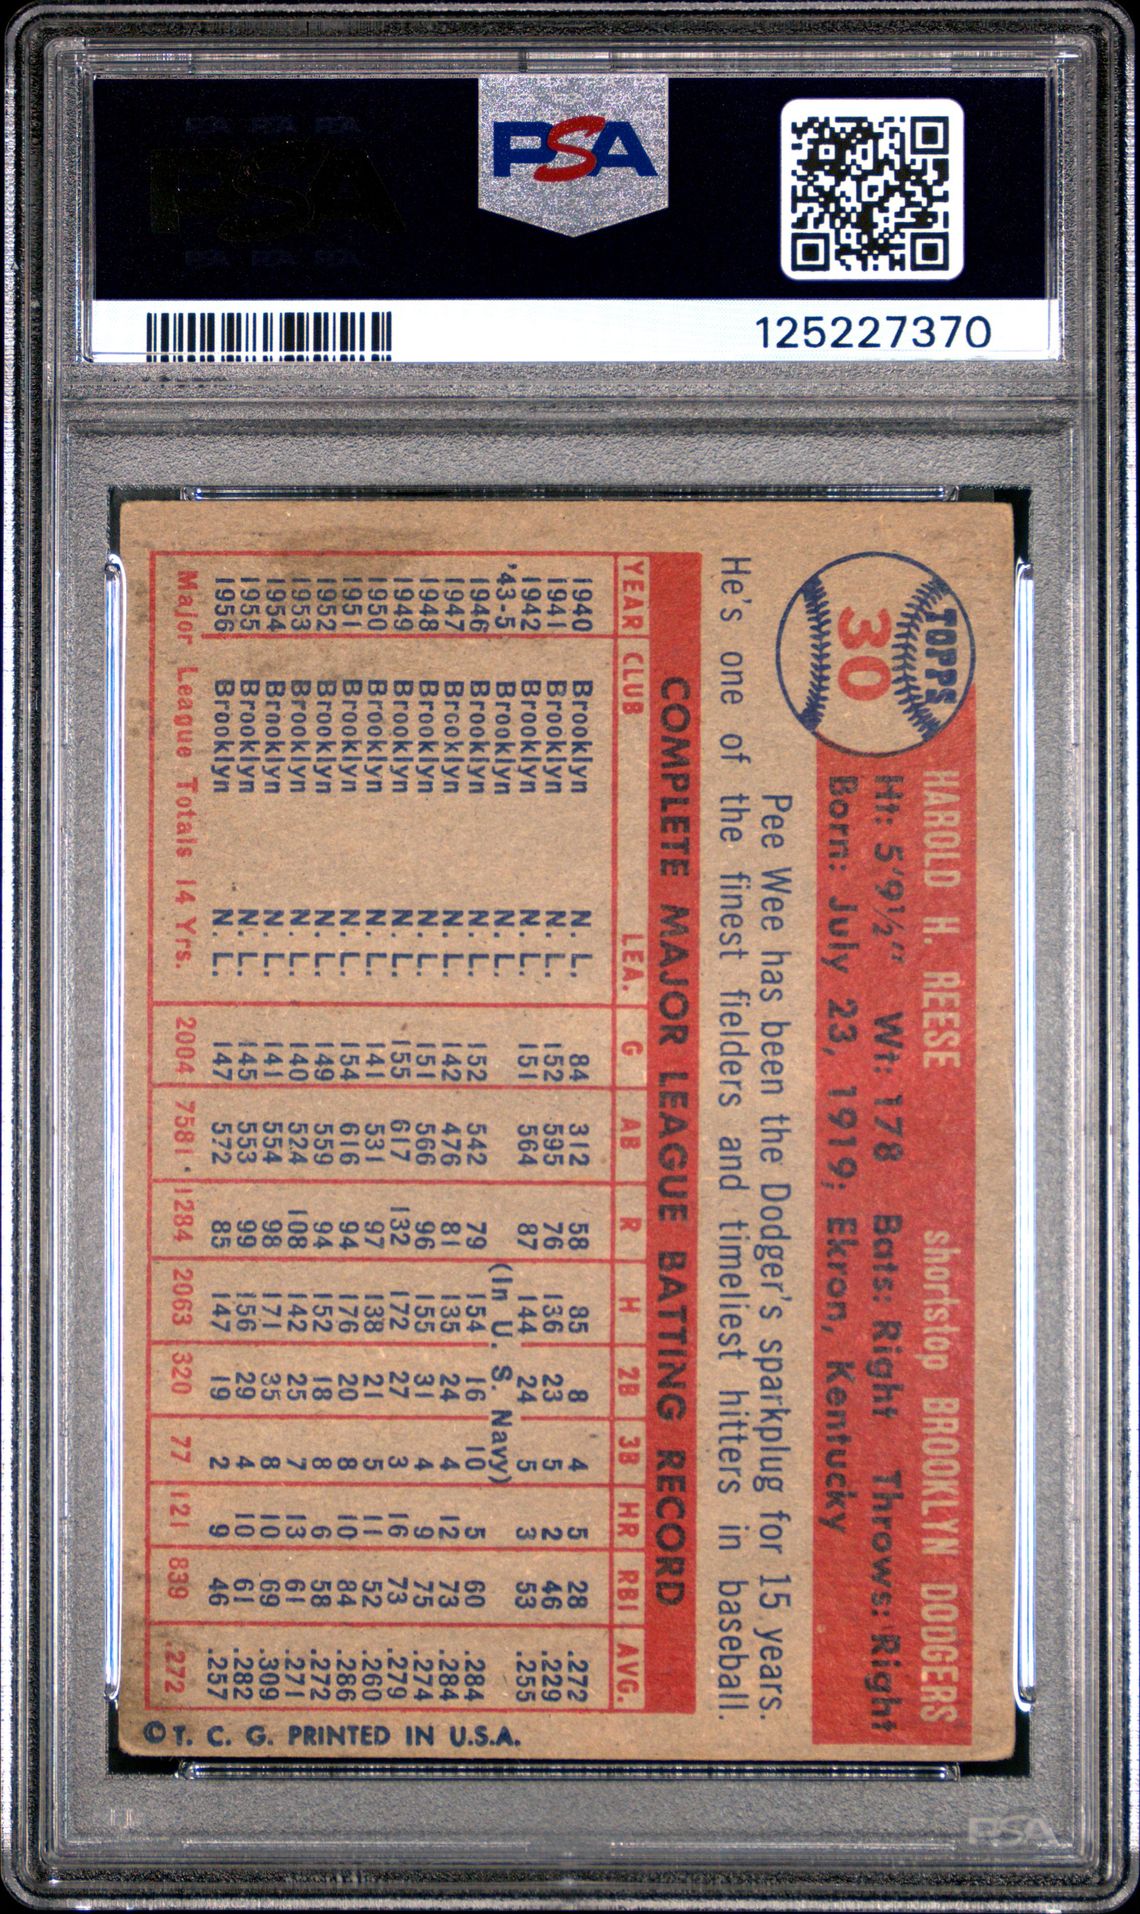 PSA
125227370
TOPPS
30
HAROLD H. REESE shortstop BROOKLYN DODGERS
Ht: 5'9½" Wt: 178 Bats: Right Throws: Right
Born: July 23, 1919; Ekron, Kentucky
Pee Wee has been the Dodger's sparkplug for 15 years.
He's one of the finest fielders and timeliest hitters in baseball.
COMPLETE MAJOR LEAGUE BATTING RECORD
YEAR CLUB LEA. G AB R H 2B 3B HR RBI AVG.
1940 Brooklyn N. L. 84 312 58 85 8 4 5 28 .272
1941 Brooklyn N. L. 152 595 76 136 23 5 2 46 .229
1942 Brooklyn N. L. 151 564 87 144 24 5 3 53 .255
'43-5 Brooklyn N. L. (In U. S. Navy)
1946 Brooklyn N. L. 152 542 79 154 16 10 5 60 .284
1947 Brooklyn N. L. 142 476 81 135 24 4 12 73 .284
1948 Brooklyn N. L. 151 566 96 155 31 4 9 75 .274
1949 Brooklyn N. L. 155 617 132 172 27 3 16 73 .279
1950 Brooklyn N. L. 141 531 97 138 21 5 11 52 .260
1951 Brooklyn N. L. 154 616 94 176 20 8 10 84 .286
1952 Brooklyn N. L. 149 559 94 152 18 8 6 58 .272
1953 Brooklyn N. L. 140 524 108 142 25 7 13 61 .271
1954 Brooklyn N. L. 141 554 98 171 35 8 10 69 .309
1955 Brooklyn N. L. 145 553 99 156 29 4 10 61 .282
1956 Brooklyn N. L. 147 572 85 147 19 2 9 46 .257
Major League Totals 14 Yrs. 2004 7581 1284 2063 320 77 121 839 .272
© T. C. G. PRINTED IN U.S.A.
PSA